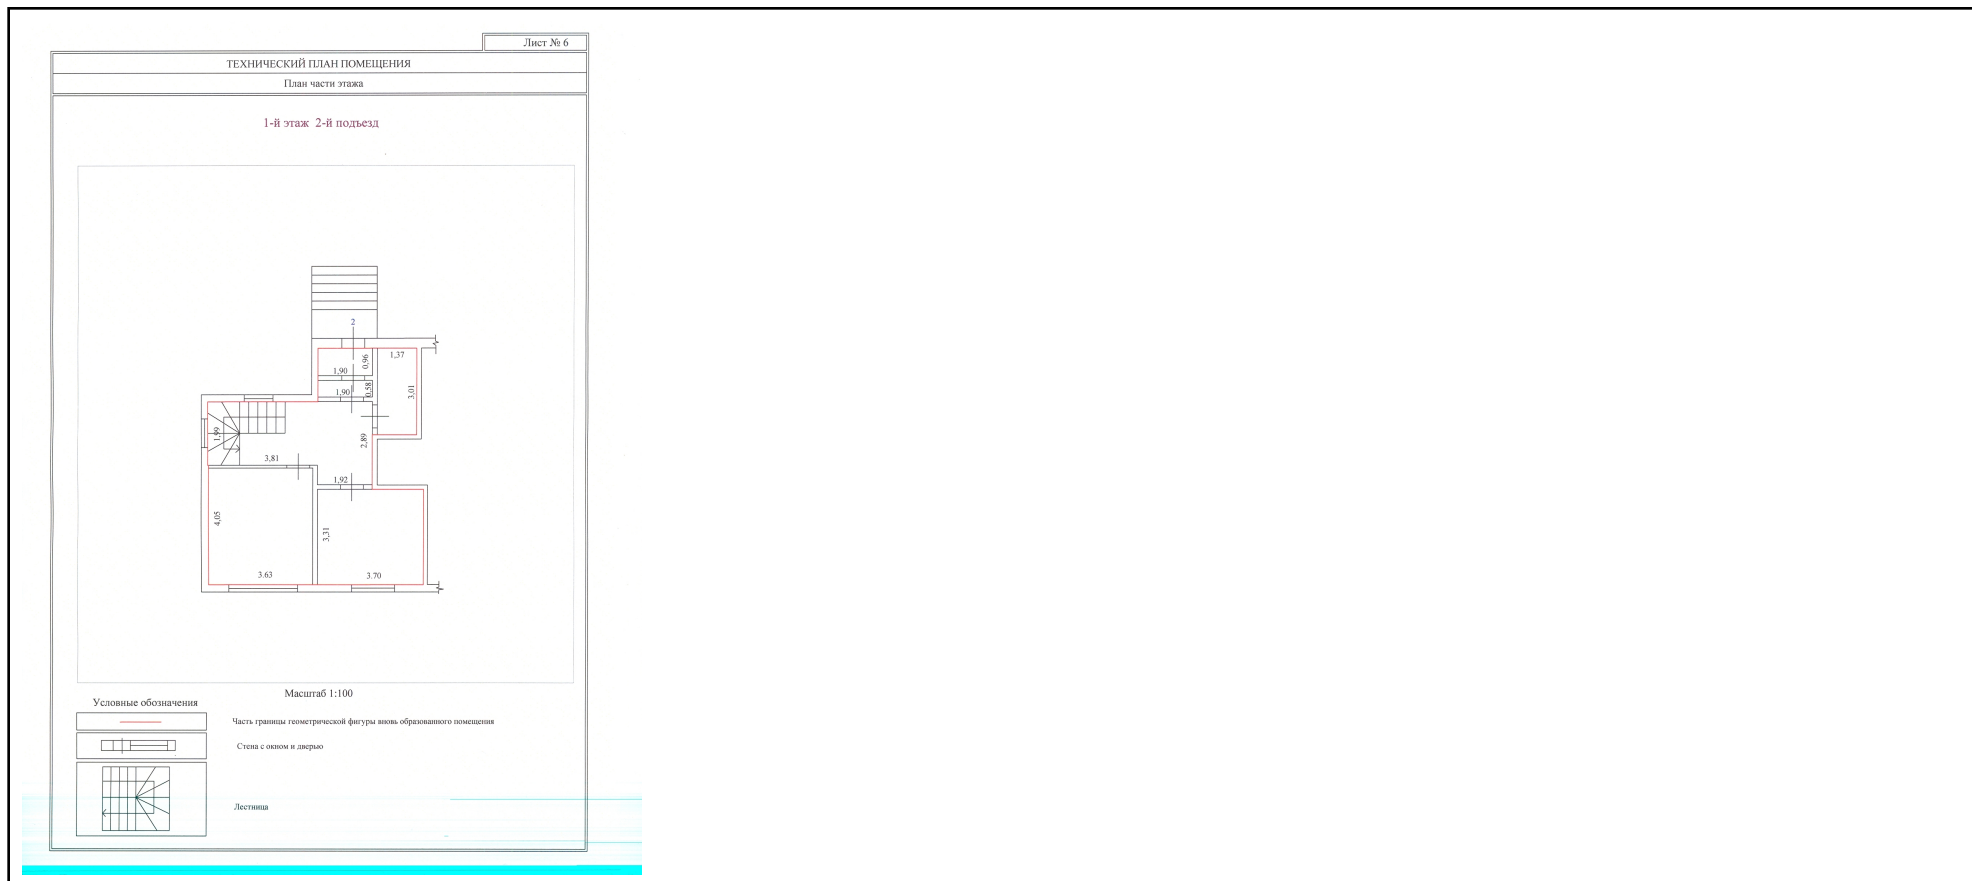 Лист № 6
ТЕХНИЧЕСКИЙ ПЛАН ПОМЕЩЕНИЯ
План части этажа
1-й этаж 2-й подъезд
2
0,96
1,37
1,90
3,01
0,58
1,90
1,99
2,89
3,81
1,92
4,05
3,31
3.63
3.70
Масштаб 1:100
Условные обозначения
Часть границы геометрической фигуры вновь образованного помещения
Стена с окном и дверью
Лестница